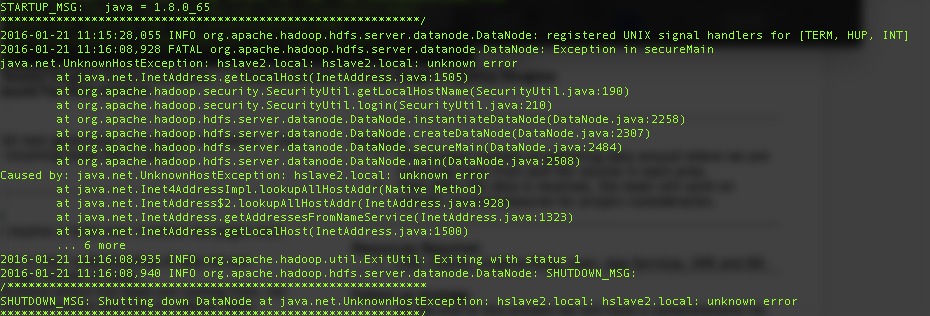 STARTUP_MSG:   java = 1.8.0_65
************************************************************/
2016-01-21 11:15:28,055 INFO org.apache.hadoop.hdfs.server.datanode.DataNode: registered UNIX signal handlers for [TERM, HUP, INT]
2016-01-21 11:16:08,928 FATAL org.apache.hadoop.hdfs.server.datanode.DataNode: Exception in secureMain
java.net.UnknownHostException: hslave2.local: hslave2.local: unknown error
        at java.net.InetAddress.getLocalHost(InetAddress.java:1505)
        at org.apache.hadoop.security.SecurityUtil.getLocalHostName(SecurityUtil.java:190)
        at org.apache.hadoop.security.SecurityUtil.login(SecurityUtil.java:210)
        at org.apache.hadoop.hdfs.server.datanode.DataNode.instantiateDataNode(DataNode.java:2258)
        at org.apache.hadoop.hdfs.server.datanode.DataNode.createDataNode(DataNode.java:2307)
        at org.apache.hadoop.hdfs.server.datanode.DataNode.secureMain(DataNode.java:2484)
        at org.apache.hadoop.hdfs.server.datanode.DataNode.main(DataNode.java:2508)
Caused by: java.net.UnknownHostException: hslave2.local: unknown error
        at java.net.Inet4AddressImpl.lookupAllHostAddr(Native Method)
        at java.net.InetAddress$2.lookupAllHostAddr(InetAddress.java:928)
        at java.net.InetAddress.getAddressesFromNameService(InetAddress.java:1323)
        at java.net.InetAddress.getLocalHost(InetAddress.java:1500)
        ... 6 more
2016-01-21 11:16:08,935 INFO org.apache.hadoop.util.ExitUtil: Exiting with status 1
2016-01-21 11:16:08,940 INFO org.apache.hadoop.hdfs.server.datanode.DataNode: SHUTDOWN_MSG:
/************************************************************
SHUTDOWN_MSG: Shutting down DataNode at java.net.UnknownHostException: hslave2.local: hslave2.local: unknown error
************************************************************/